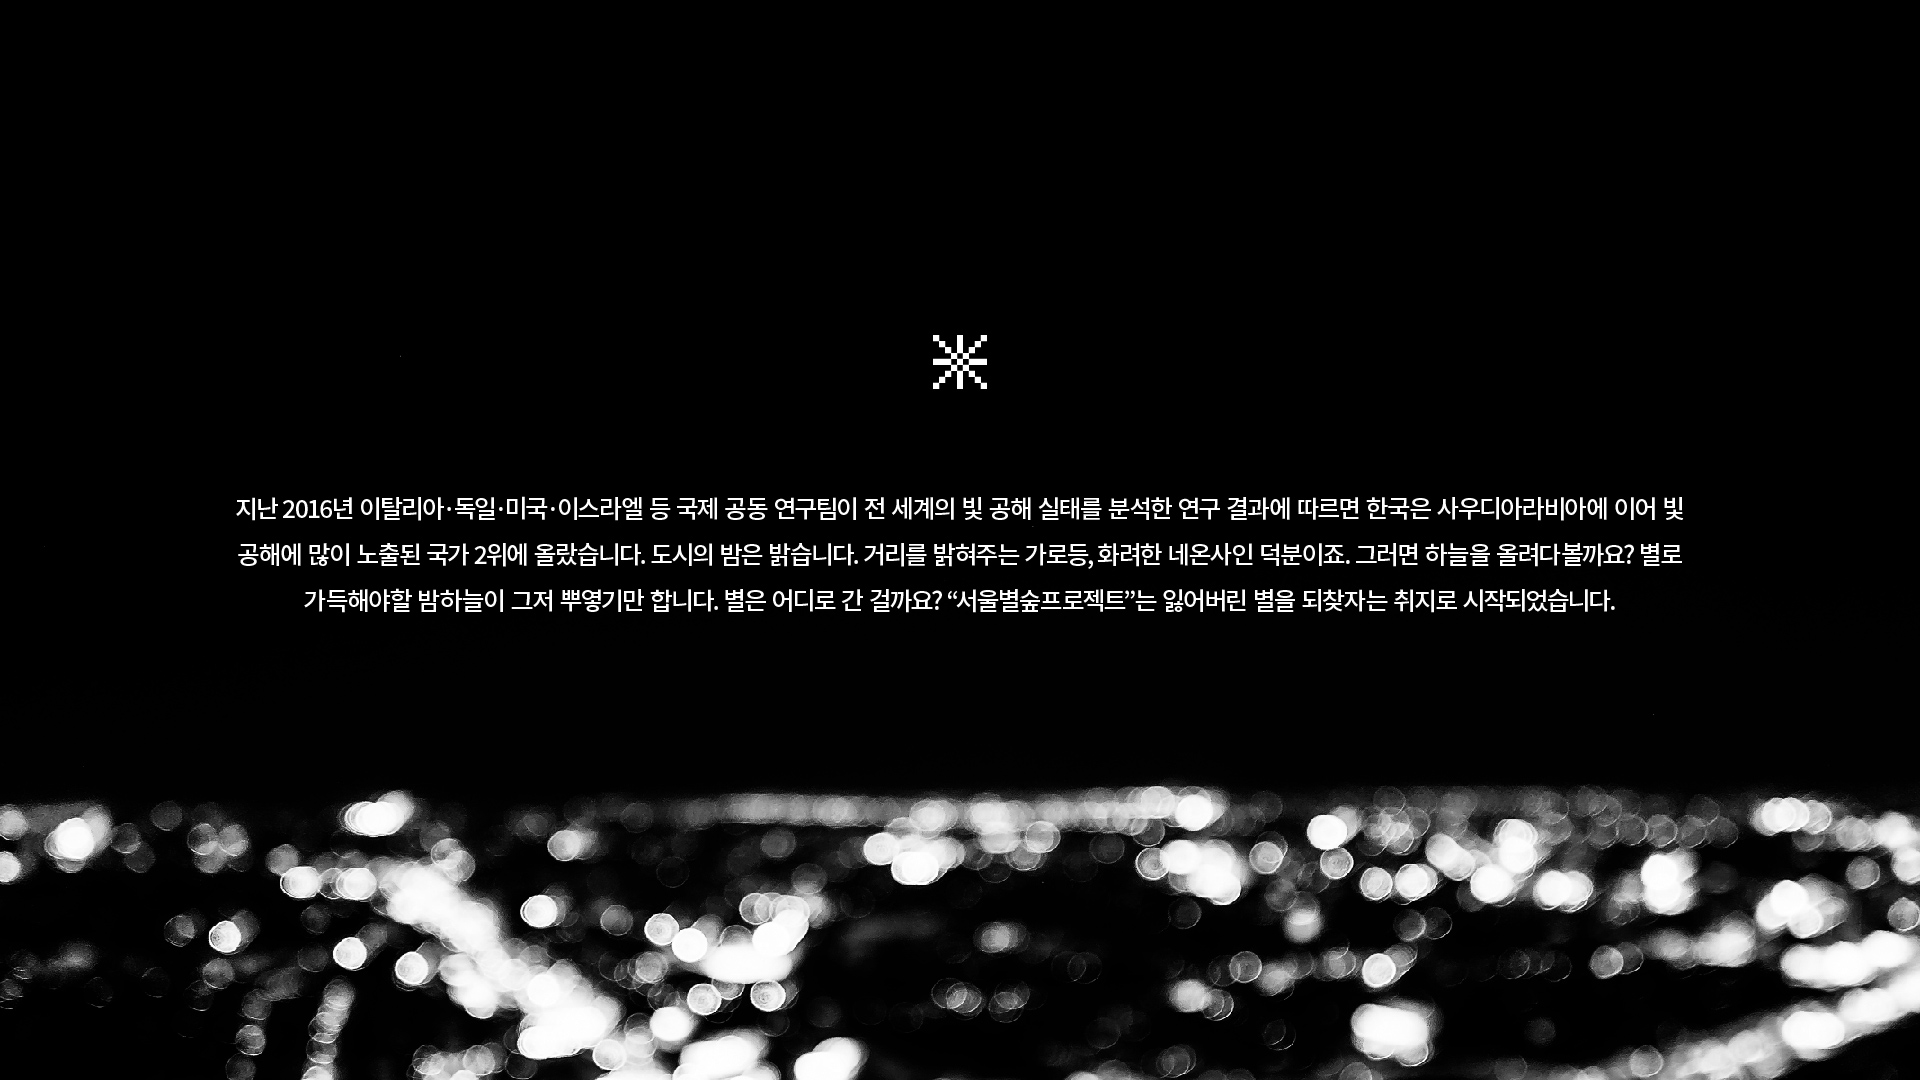 지난 2016년 이탈리아·독일·미국·이스라엘 등 국제 공동 연구팀이 전 세계의 빛 공해 실태를 분석한 연구 결과에 따르면 한국은 사우디아라비아에 이어 빛
공해에 많이 노출된 국가 2위에 올랐습니다. 도시의 밤은 밝습니다. 거리를 밝혀주는 가로등, 화려한 네온사인 덕분이죠. 그러면 하늘을 올려다볼까요? 별로
가득해야할 밤하늘이 그저 뿌옇기만 합니다. 별은 어디로 간 걸까요? “서울별숲프로젝트”는 잃어버린 별을 되찾자는 취지로 시작되었습니다.